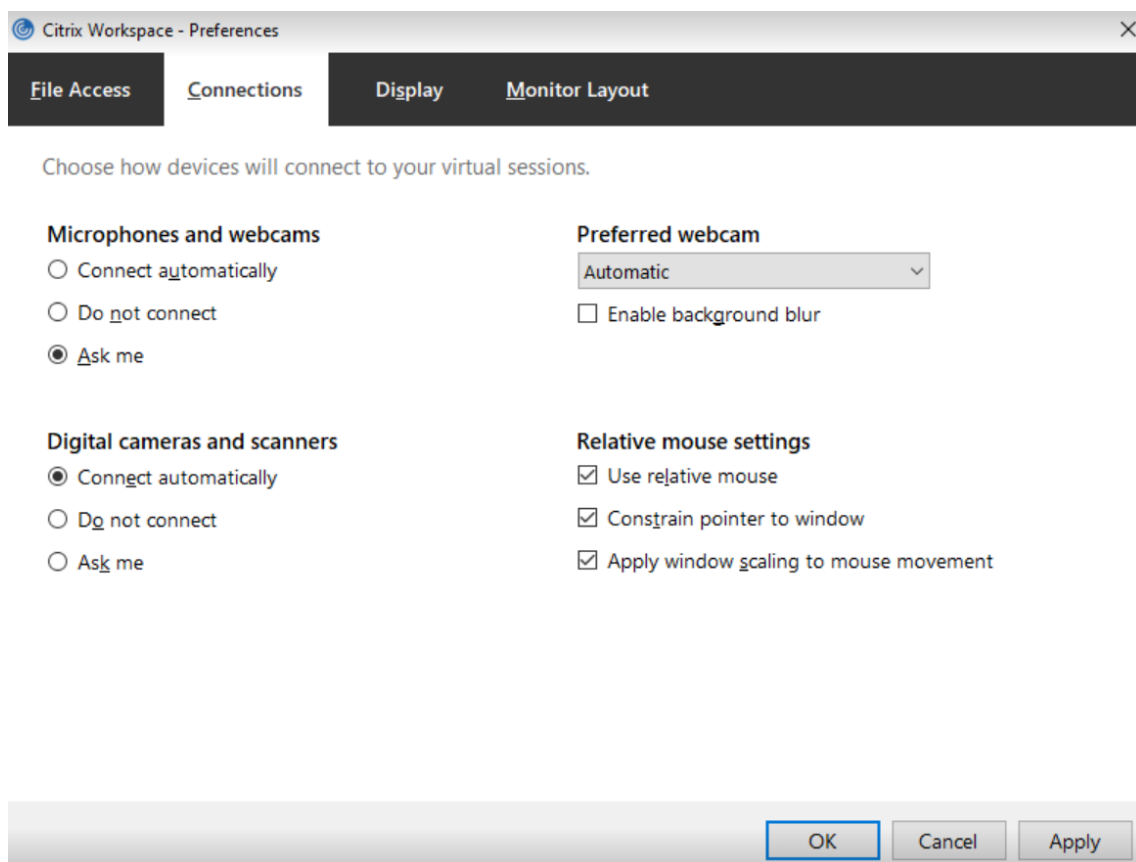 Citrix Workspace - Preferences
File Access Connections Display Monitor Layout
Choose how devices will connect to your virtual sessions.
Microphones and webcams
Connect automatically
Do not connect
Ask me
Preferred webcam
Automatic
Enable background blur
Digital cameras and scanners
Connect automatically
Do not connect
Ask me
Relative mouse settings
Use relative mouse
Constrain pointer to window
Apply window scaling to mouse movement
OK Cancel Apply